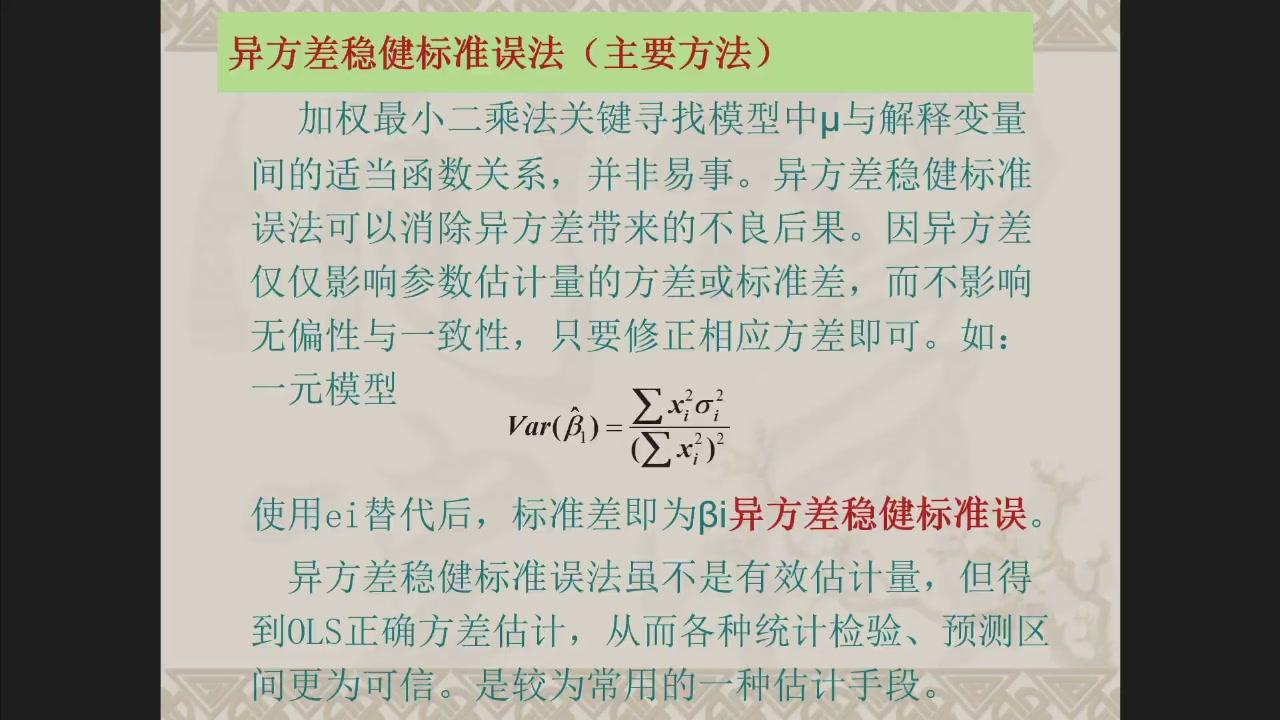 异方差稳健标准误法（主要方法）
加权最小二乘法关键寻找模型中μ与解释变量
间的适当函数关系，并非易事。异方差稳健标准
误法可以消除异方差带来的不良后果。因异方差
仅仅影响参数估计量的方差或标准差，而不影响
无偏性与一致性，只要修正相应方差即可。如：
一元模型
Var(β̂₁) = ∑xᵢ²σᵢ² / (∑xᵢ²)²
使用ei替代后，标准差即为βi异方差稳健标准误。
异方差稳健标准误法虽不是有效估计量，但得
到OLS正确方差估计，从而各种统计检验、预测区
间更为可信。是较为常用的一种估计手段。